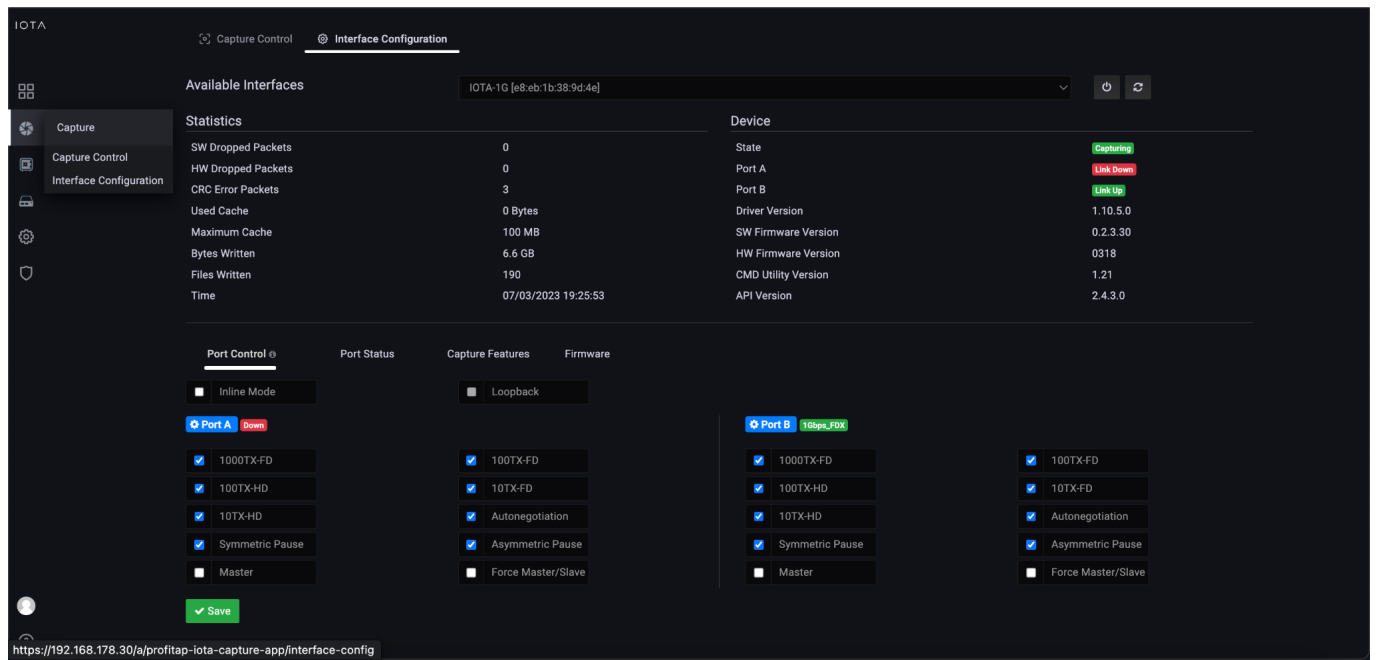 IOTA
Capture Control
Interface Configuration
Available Interfaces
IOTA-1G [e8:eb:1b:38:9d:4e]
Capture
Capture Control
Interface Configuration
Statistics
SW Dropped Packets 0
HW Dropped Packets 0
CRC Error Packets 3
Used Cache 0 Bytes
Maximum Cache 100 MB
Bytes Written 6.6 GB
Files Written 190
Time 07/03/2023 19:25:53
Device
State Capturing
Port A Link Down
Port B Link Up
Driver Version 1.10.5.0
SW Firmware Version 0.2.3.30
HW Firmware Version 0318
CMD Utility Version 1.21
API Version 2.4.3.0
Port Control Port Status Capture Features Firmware
Inline Mode Loopback
Port A Down
1000TX-FD 100TX-FD
100TX-HD 10TX-FD
10TX-HD Autonegotiation
Symmetric Pause Asymmetric Pause
Master Force Master/Slave
Port B 1Gbps_FDX
1000TX-FD 100TX-FD
100TX-HD 10TX-FD
10TX-HD Autonegotiation
Symmetric Pause Asymmetric Pause
Master Force Master/Slave
Save
https://192.168.178.30/a/profitap-iota-capture-app/interface-config